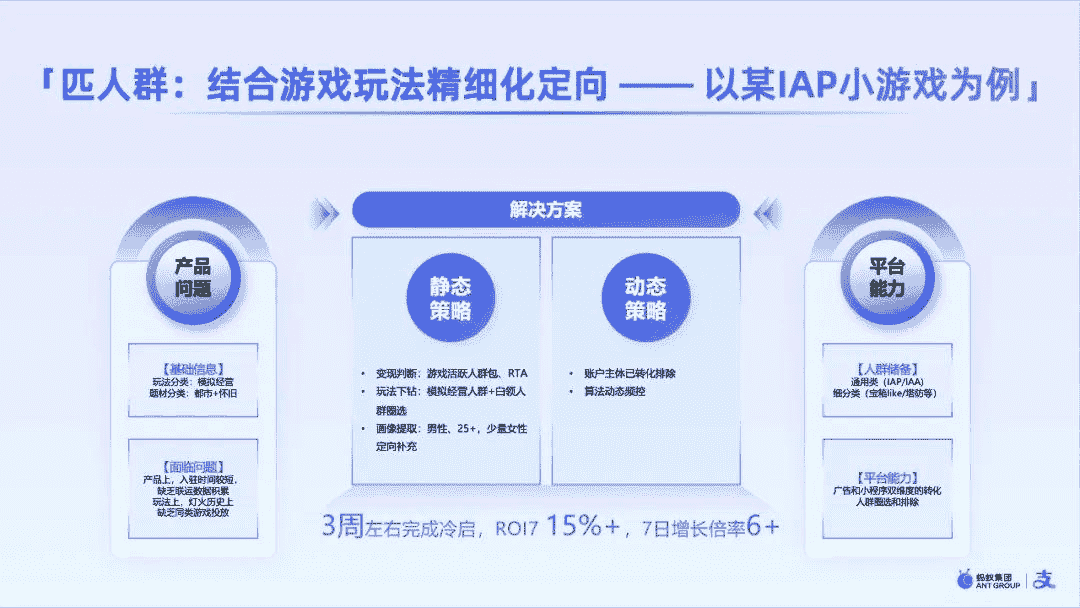 「匹人群：结合游戏玩法精细化定向 —— 以某IAP小游戏为例」
产品
问题
【基础信息】
玩法分类：模拟经营
题材分类：都市+怀旧
【面临问题】
产品上，入驻时间较短，
缺乏联运数据积累
玩法上，灯火历史上
缺乏同类游戏投放
解决方案
静态
策略
• 变现判断：游戏活跃人群包、RTA
• 玩法下钻：模拟经营人群+白领人
群圈选
• 画像提取：男性、25+，少量女性
定向补充
动态
策略
• 账户主体已转化排除
• 算法动态频控
平台
能力
【人群储备】
通用类（IAP/IAA)
细分类（宝箱like/塔防等）
【平台能力】
广告和小程序双维度的转化
人群圈选和排除
3周左右完成冷启，ROI7 15%+，7日增长倍率6+
蚂蚁集团
ANT GROUP
支